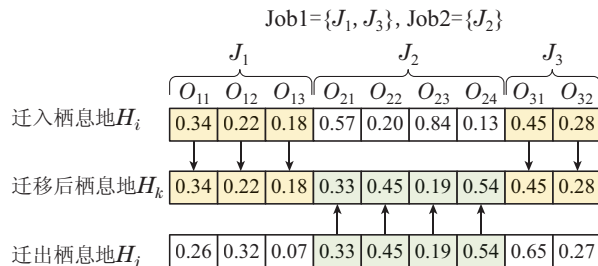 Job1={J₁, J₃}, Job2={J₂}
J₁ J₂ J₃
O₁₁ O₁₂ O₁₃ O₂₁ O₂₂ O₂₃ O₂₄ O₃₁ O₃₂
迁入栖息地Hᵢ 0.34 0.22 0.18 0.57 0.20 0.84 0.13 0.45 0.28
迁移后栖息地Hₖ 0.34 0.22 0.18 0.33 0.45 0.19 0.54 0.45 0.28
迁出栖息地Hᵢ 0.26 0.32 0.07 0.33 0.45 0.19 0.54 0.65 0.27